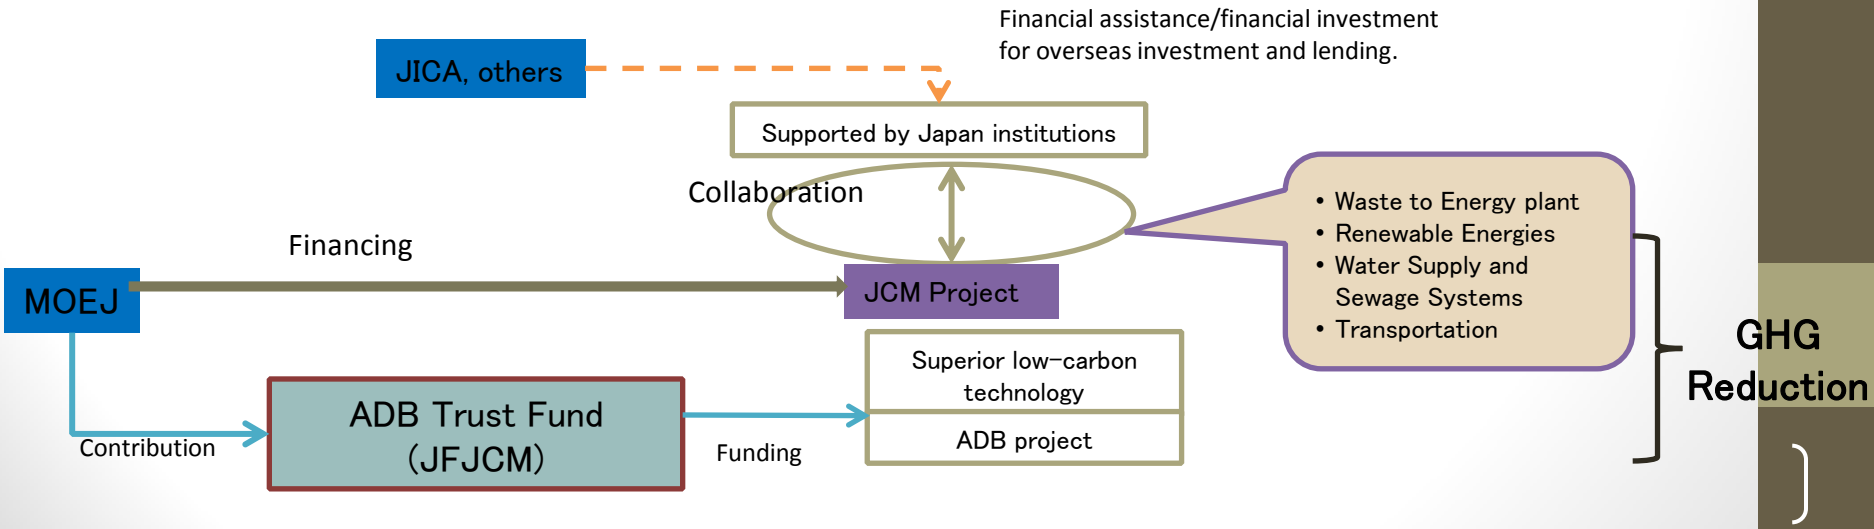 Financial assistance/financial investment
for overseas investment and lending.
JICA, others
Supported by Japan institutions
Collaboration
• Waste to Energy plant
• Renewable Energies
• Water Supply and
Sewage Systems
• Transportation
Financing
MOEJ
JCM Project
GHG
Reduction
Superior low-carbon
technology
ADB project
ADB Trust Fund
(JFJCM)
Contribution
Funding